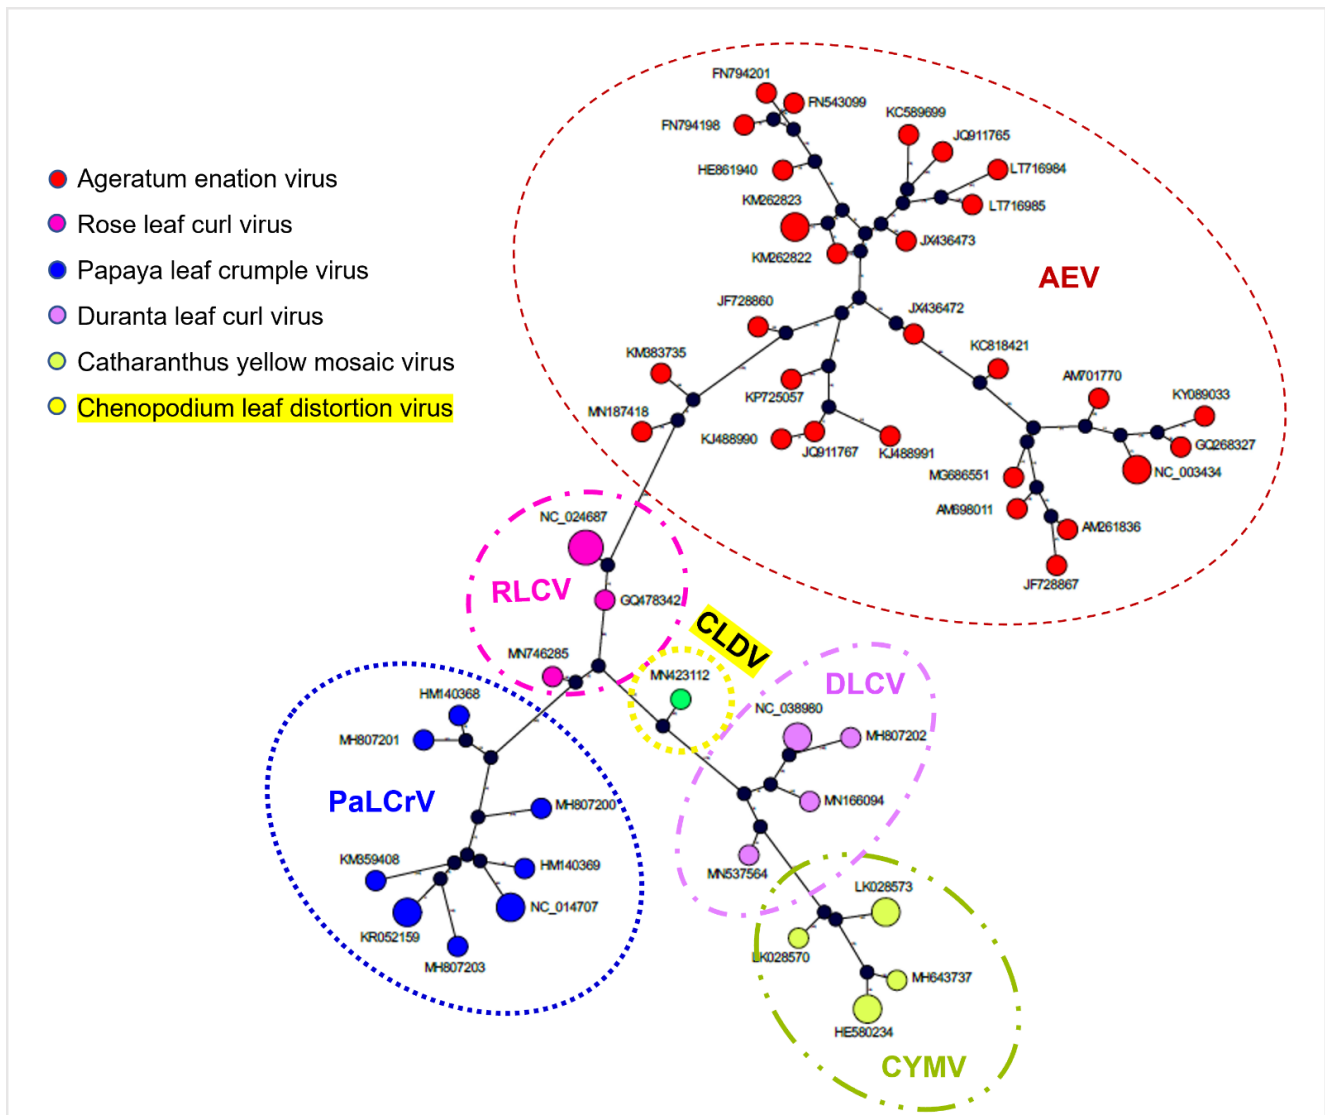 Ageratum enation virus
Rose leaf curl virus
Papaya leaf crumple virus
Duranta leaf curl virus
Catharanthus yellow mosaic virus
Chenopodium leaf distortion virus
FN794201
FN543099
FN794198
KC589699
JQ911765
HE861940
LT716984
KM262823
LT716985
JX436473
KM262822
AEV
JF728860
JX436472
KC818421
KM383735
AM701770
KP725057
KY089033
MN187418
KJ488990
JQ911767
KJ488991
GQ268327
NC_003434
MG686551
AM698011
AM261836
NC_024687
JF728867
RLCV
GQ478342
CLDV
MN746285
MN423112
DLCV
HM140368
NC_038980
MH807202
MH807201
PaLCrV
MH807200
MN166094
KM359408
HM140369
MN537564
LK028573
NC_014707
KR052159
LK028570
MH807203
MH643737
HE580234
CYMV